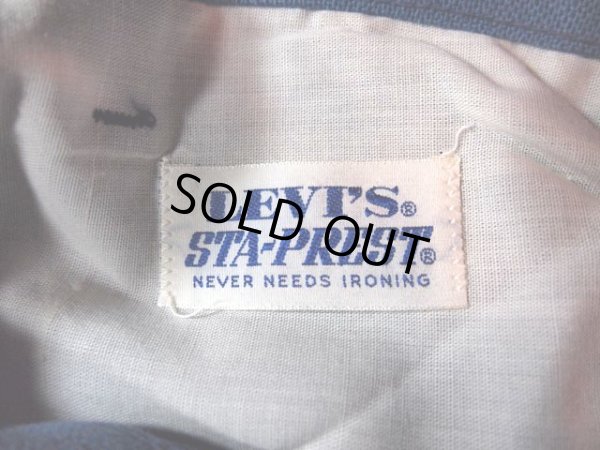 LEVI'S®
STA-PREST®
NEVER NEEDS IRONING
SOLD OUT